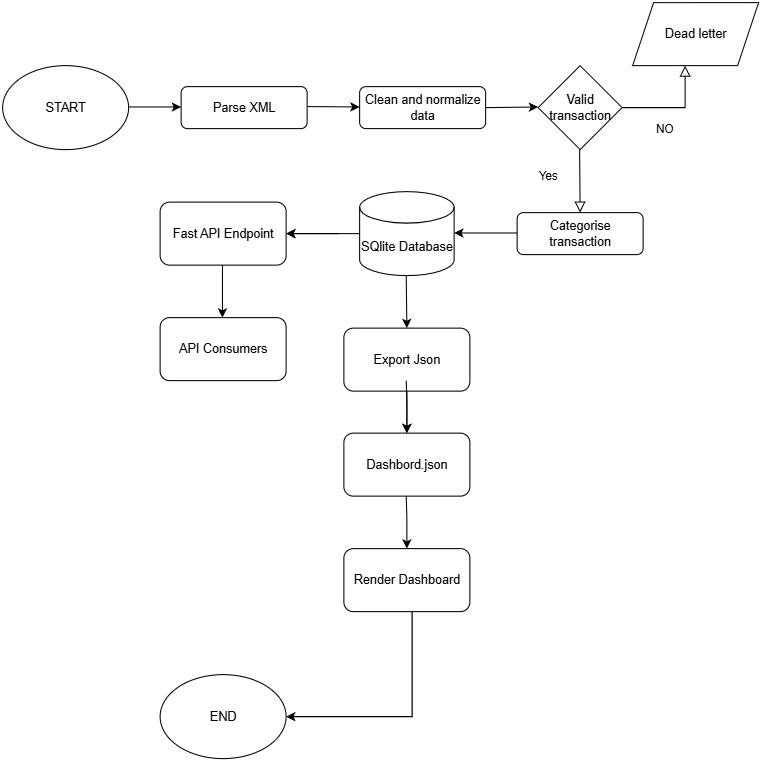 Dead letter
START
Parse XML
Clean and normalize
data
Valid
transaction
NO
Yes
Fast API Endpoint
SQlite Database
Categorise
transaction
API Consumers
Export Json
Dashbord.json
Render Dashboard
END